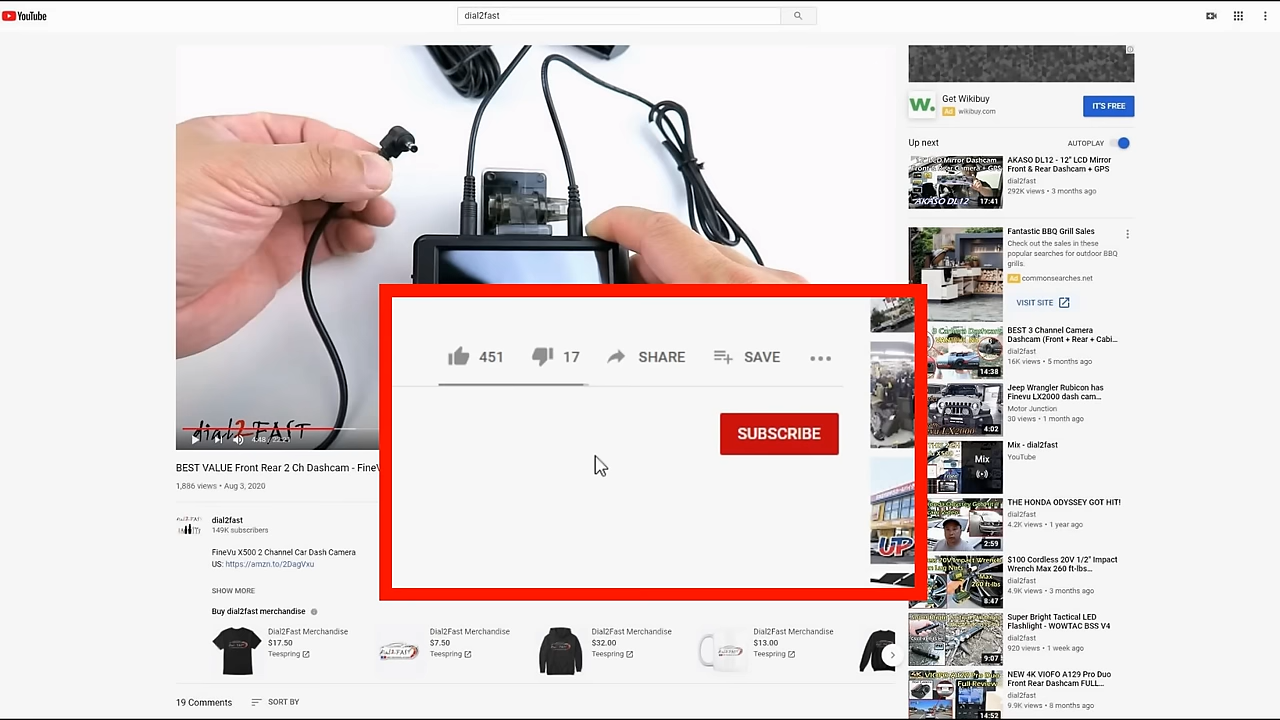 YouTube
dial2fast
Get Wikibuy
Ad wikibuy.com
IT'S FREE
Up next
AUTOPLAY
17:41
AKASO DL12
AKASO DL12 - 12" LCD Mirror
Front & Rear Dashcam + GPS
dial2fast
292K views • 3 months ago
Fantastic BBQ Grill Sales
Check out the sales in these
popular searches for outdoor BBQ
grills.
Ad commonsearches.net
VISIT SITE
14:38
BEST 3 Channel Camera
Dashcam (Front + Rear + Cabi...
dial2fast
16K views • 5 months ago
4:02
Jeep Wrangler Rubicon has
Finevu LX2000 dash cam...
Motor Junction
30 views • 1 month ago
Mix
Mix - dial2fast
YouTube
2:59
THE HONDA ODYSSEY GOT HIT!
dial2fast
4.2K views • 1 year ago
8:47
$100 Cordless 20V 1/2" Impact
Wrench Max 260 ft-lbs...
dial2fast
4.9K views • 3 months ago
9:07
Super Bright Tactical LED
Flashlight - WOWTAC BSS V4
dial2fast
920 views • 1 week ago
14:52
NEW 4K VIOFO A129 Pro Duo
Front Rear Dashcam FULL...
dial2fast
9.9K views • 8 months ago
451
17
SHARE
SAVE
SUBSCRIBE
UP
dial2FAST
BEST VALUE Front Rear 2 Ch Dashcam - Fine
1,886 views • Aug 3, 2020
dial2fast
149K subscribers
FineVu X500 2 Channel Car Dash Camera
US: https://amzn.to/2DagVxu
SHOW MORE
Buy dial2fast merchandise
Dial2Fast Merchandise
$17.50
Teespring
Dial2Fast Merchandise
$7.50
Teespring
Dial2Fast Merchandise
$32.00
Teespring
Dial2Fast Merchandise
$13.00
Teespring
19 Comments
SORT BY